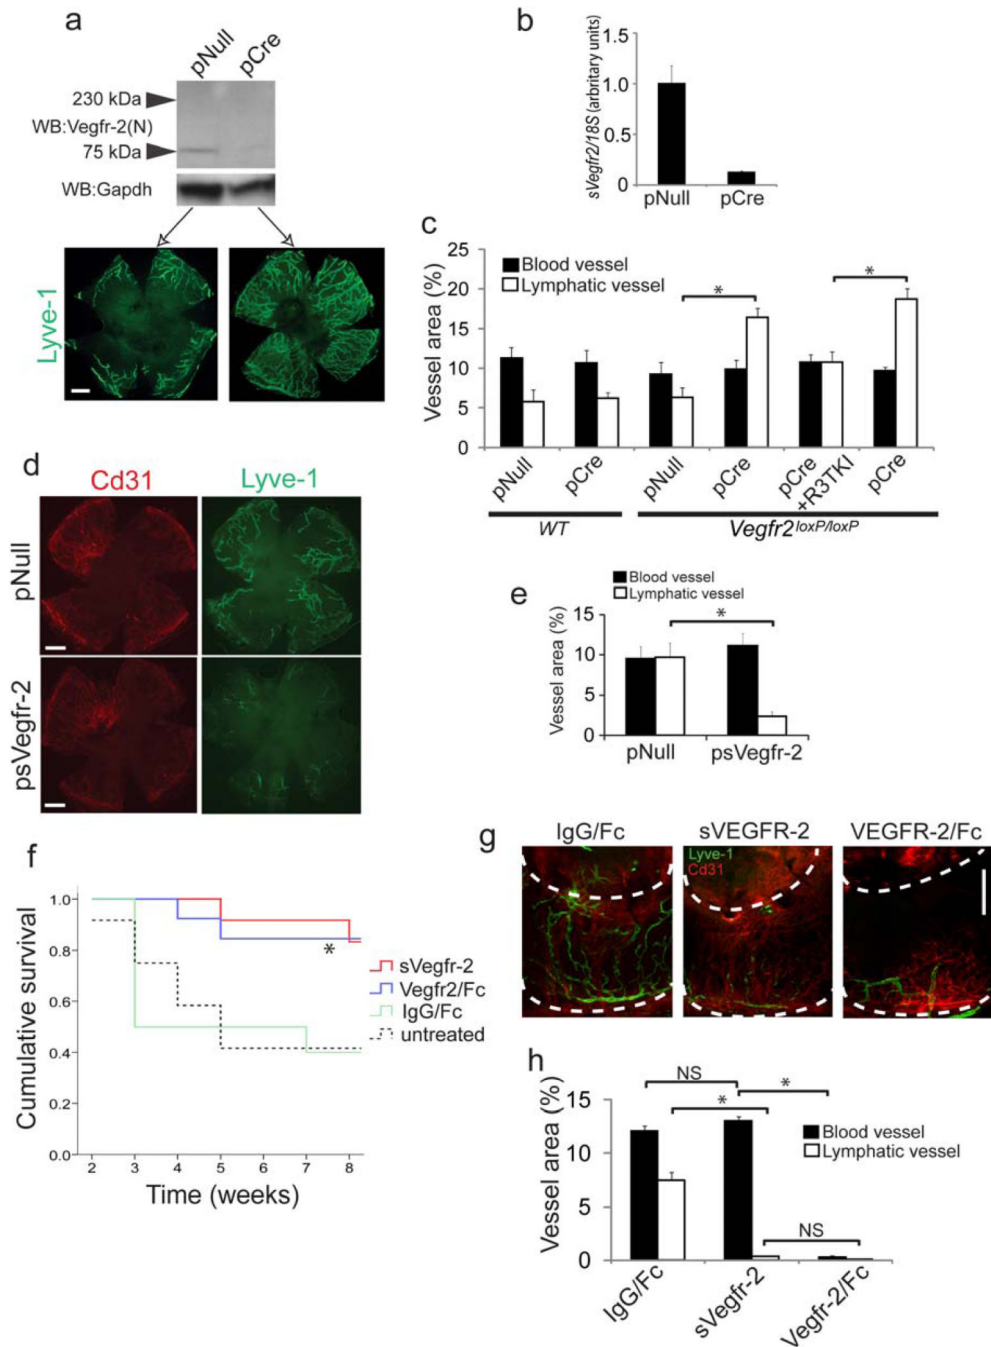 a
pNull
pCre
230 kDa
WB:Vegfr-2(N)
75 kDa
WB:Gapdh
Lyve-1
b
sVegfr2/18S (arbritary units)
1.5
1.0
0.5
0
pNull
pCre
c
Vessel area (%)
25
20
15
10
5
0
Blood vessel
Lymphatic vessel
*
*
pNull
pCre
pNull
pCre
pCre
+R3TKI
pCre
WT
Vegfr2 loxP/loxP
d
Cd31
Lyve-1
pNull
psVegfr-2
e
Blood vessel
Lymphatic vessel
Vessel area (%)
15
10
5
0
*
pNull
psVegfr-2
f
Cumulative survival
1.0
0.8
0.6
0.4
0.2
0.0
2 3 4 5 6 7 8
Time (weeks)
*
sVegfr-2
Vegfr2/Fc
IgG/Fc
untreated
g
IgG/Fc
sVEGFR-2
VEGFR-2/Fc
Lyve-1
Cd31
h
Vessel area (%)
15
10
5
0
NS
*
*
NS
Blood vessel
Lymphatic vessel
IgG/Fc
sVegfr-2
Vegfr-2/Fc